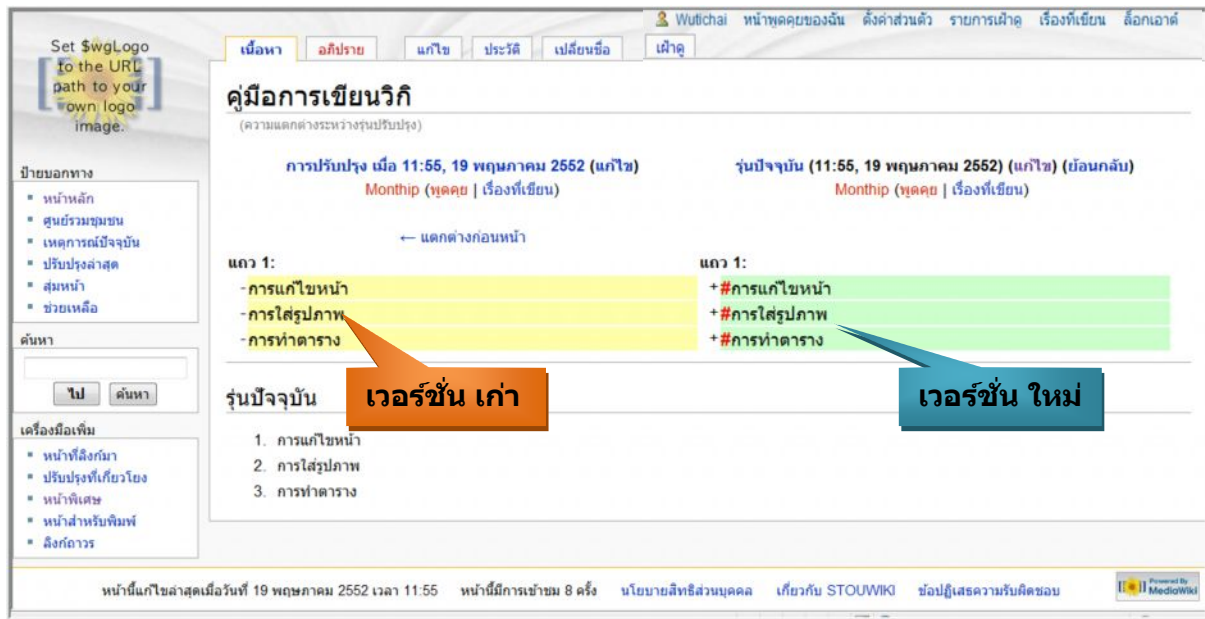 Wutichai หน้าพูดคุยของฉัน ตั้งค่าส่วนตัว รายการเฝ้าดู เรื่องที่เขียน ล็อกเอาต์
Set $wgLogo
to the URL
path to your
own logo
image.
เนื้อหา อภิปราย แก้ไข ประวัติ เปลี่ยนชื่อ เฝ้าดู
คู่มือการเขียนวิกิ
(ความแตกต่างระหว่างรุ่นปรับปรุง)
การปรับปรุง เมื่อ 11:55, 19 พฤษภาคม 2552 (แก้ไข)
Monthip (พูดคุย | เรื่องที่เขียน)
← แตกต่างก่อนหน้า
รุ่นปัจจุบัน (11:55, 19 พฤษภาคม 2552) (แก้ไข) (ย้อนกลับ)
Monthip (พูดคุย | เรื่องที่เขียน)
แถว 1:
-การแก้ไขหน้า
-การใส่รูปภาพ
-การทำตาราง
แถว 1:
+#การแก้ไขหน้า
+#การใส่รูปภาพ
+#การทำตาราง
เวอร์ชั่น เก่า
เวอร์ชั่น ใหม่
รุ่นปัจจุบัน
1. การแก้ไขหน้า
2. การใส่รูปภาพ
3. การทำตาราง
ป้ายบอกทาง
หน้าหลัก
ศูนย์รวมชุมชน
เหตุการณ์ปัจจุบัน
ปรับปรุงล่าสุด
สุ่มหน้า
ช่วยเหลือ
ค้นหา
ไป ค้นหา
เครื่องมือเพิ่ม
หน้าที่ลิงก์มา
ปรับปรุงที่เกี่ยวโยง
หน้าพิเศษ
หน้าสำหรับพิมพ์
ลิงก์ถาวร
หน้านี้แก้ไขล่าสุดเมื่อวันที่ 19 พฤษภาคม 2552 เวลา 11:55 หน้านี้มีการเข้าชม 8 ครั้ง นโยบายสิทธิส่วนบุคคล เกี่ยวกับ STOUWIKI ข้อปฏิเสธความรับผิดชอบ
Powered By
MediaWiki